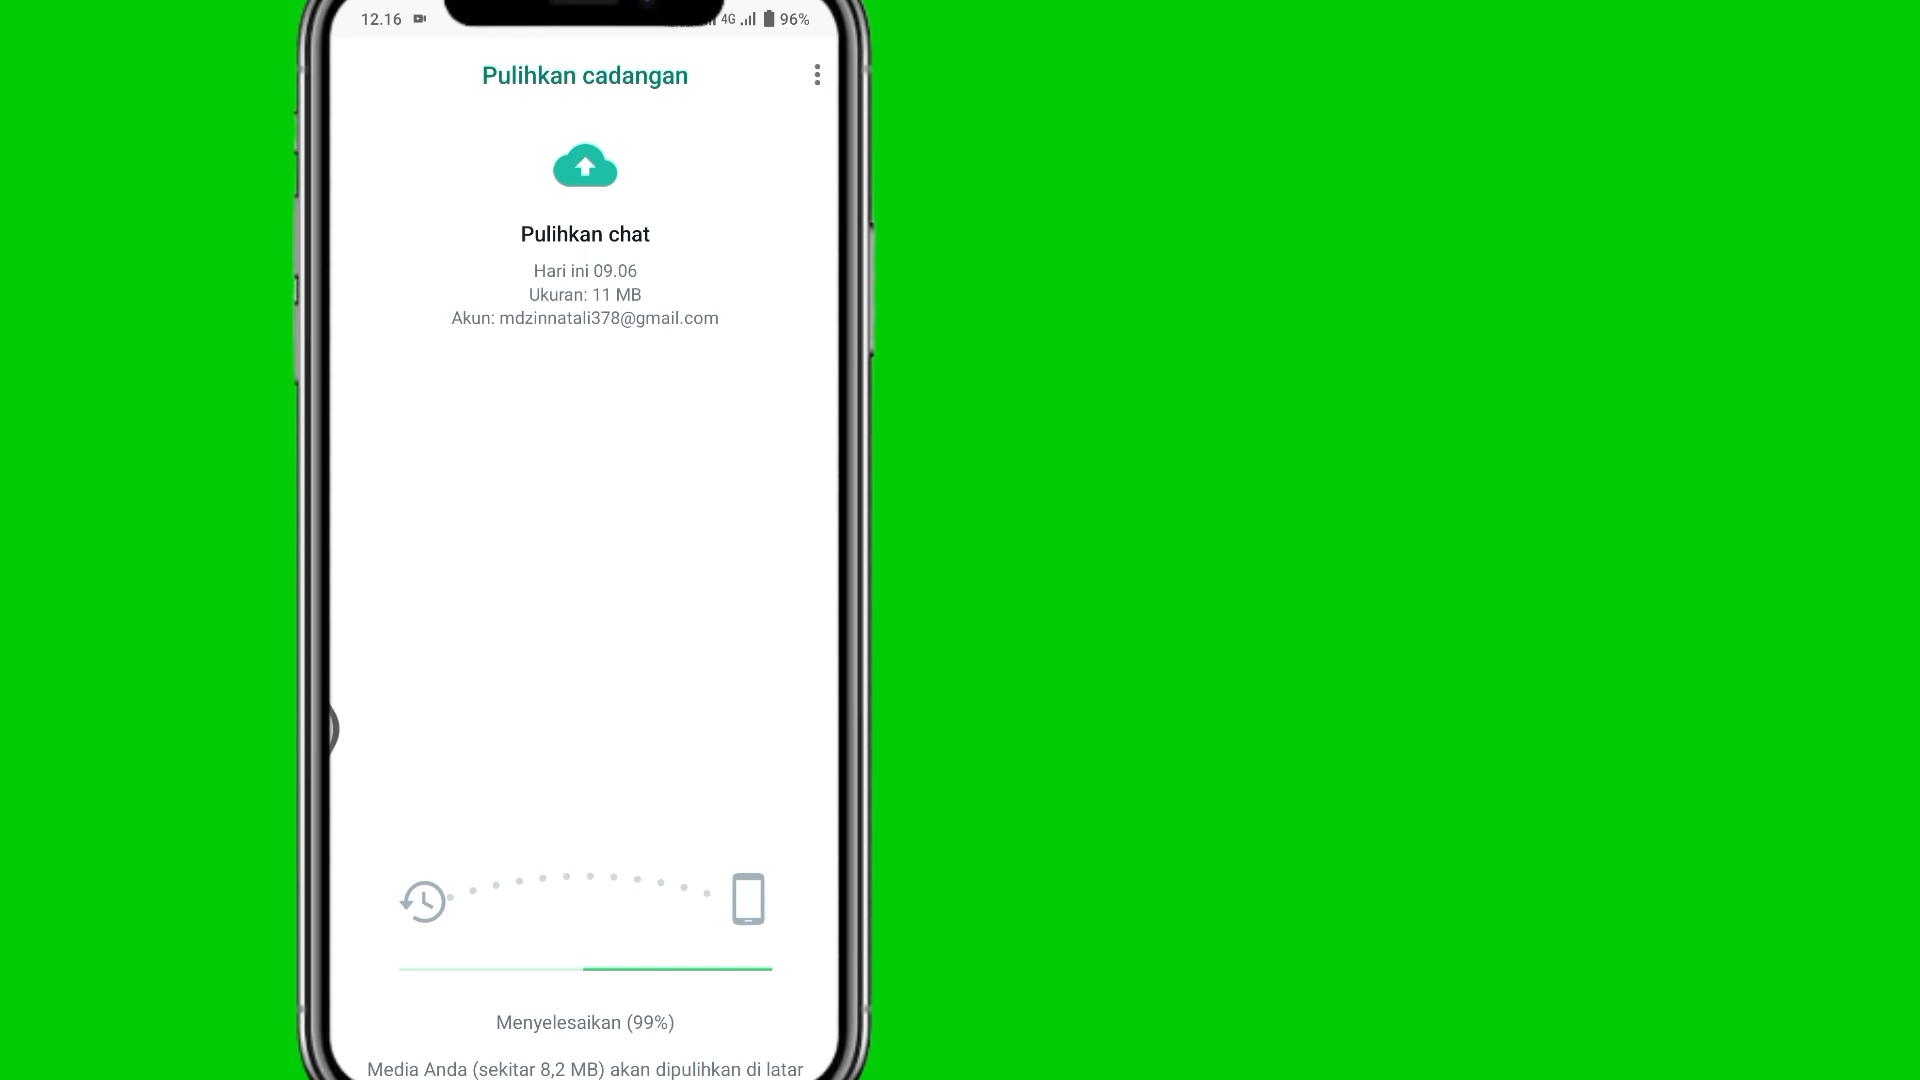 12.16 4G 96%
Pulihkan cadangan
Pulihkan chat
Hari ini 09.06
Ukuran: 11 MB
Akun: mdzinnatali378@gmail.com
Menyelesaikan (99%)
Media Anda (sekitar 8,2 MB) akan dipulihkan di latar